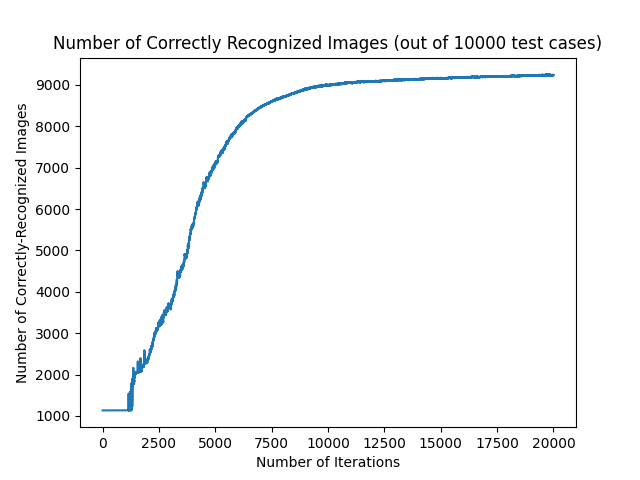 Number of Correctly Recognized Images (out of 10000 test cases)
Number of Correctly-Recognized Images
9000
8000
7000
6000
5000
4000
3000
2000
1000
0 2500 5000 7500 10000 12500 15000 17500 20000
Number of Iterations